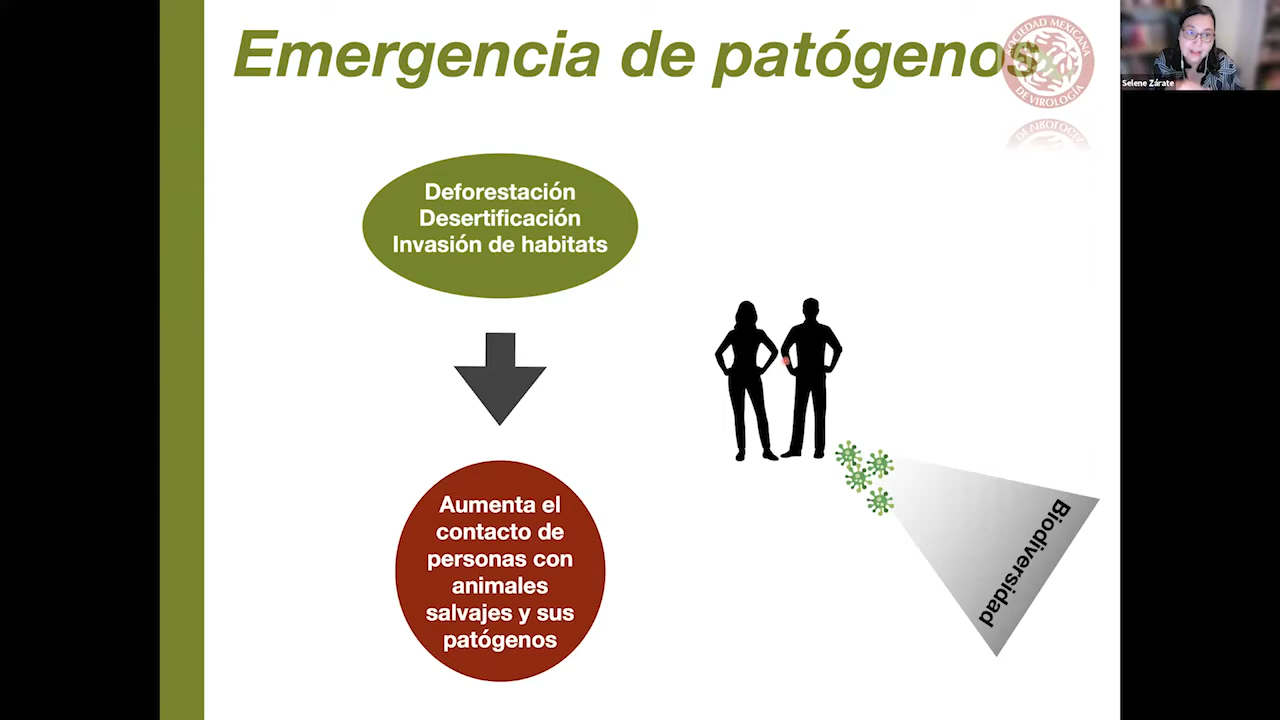 Emergencia de patógenos
SOCIEDAD MEXICANA
DE VIROLOGÍA
Selene Zárate
Deforestación
Desertificación
Invasión de habitats
Aumenta el
contacto de
personas con
animales
salvajes y sus
patógenos
Biodiversidad